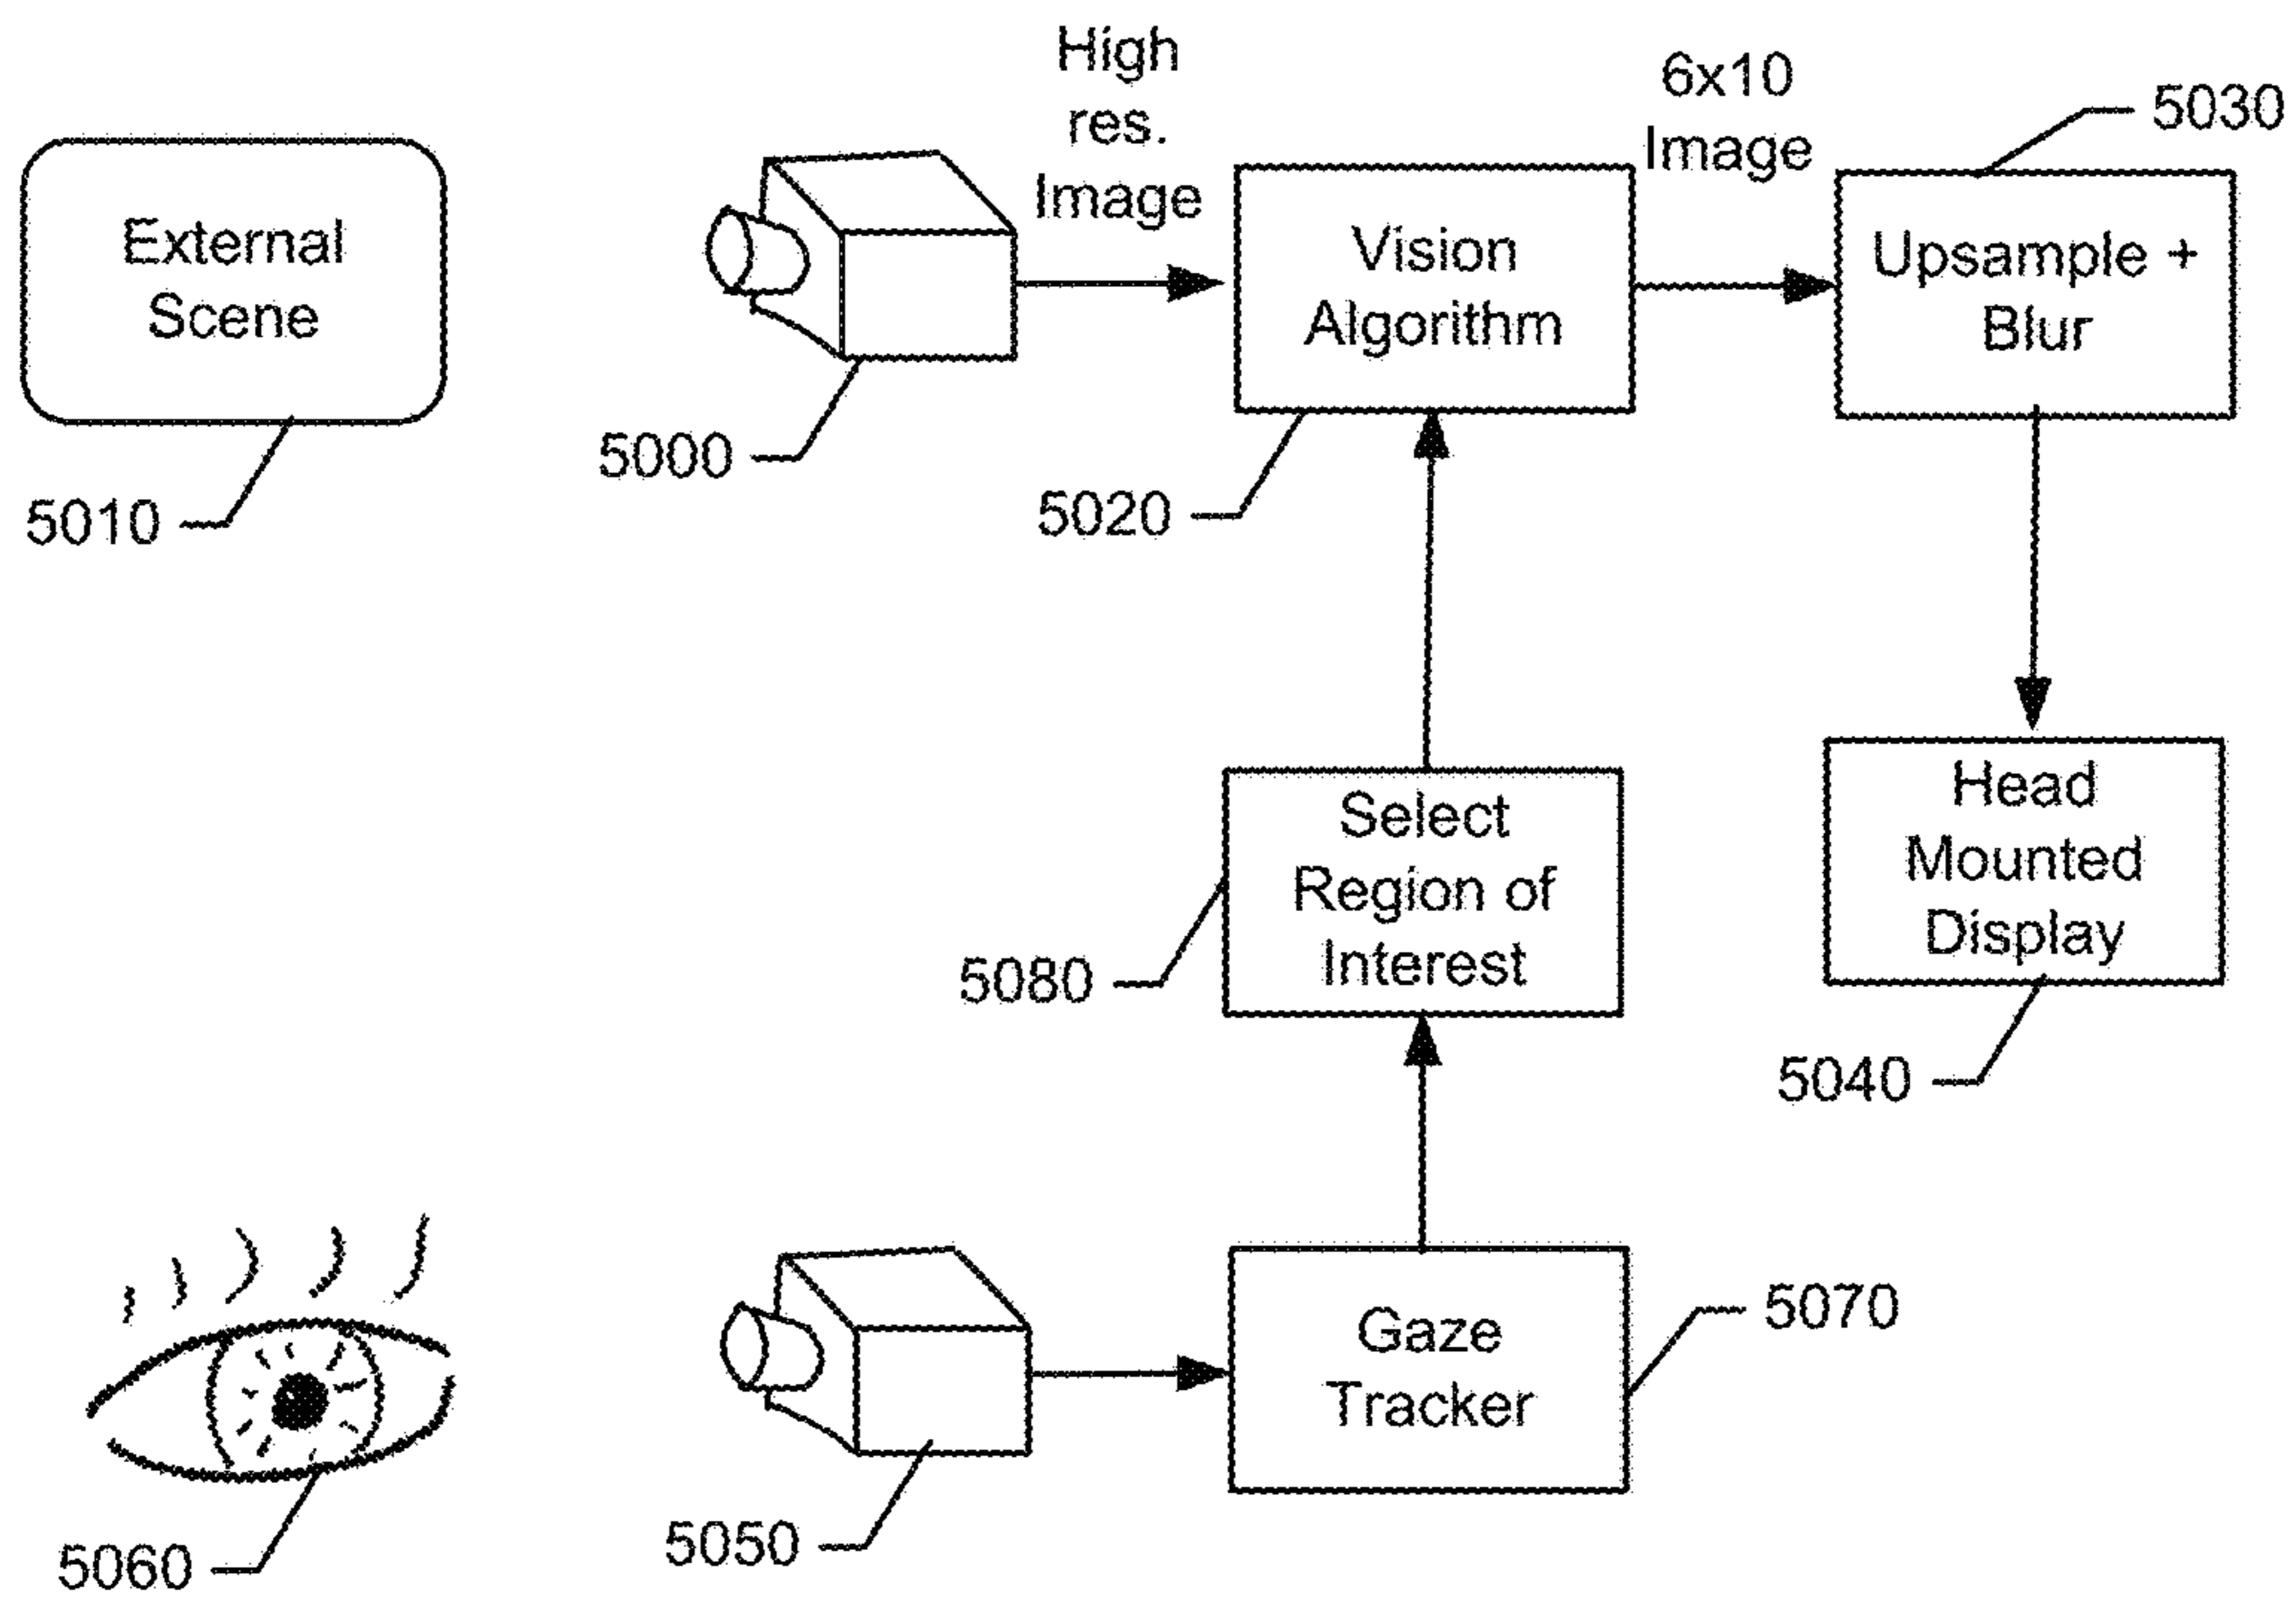 High
res.
Image
6x10
Image
5030
External
Scene
Vision
Algorithm
Upsample +
Blur
5000
5010
5020
Select
Region of
Interest
Head
Mounted
Display
5080
5040
Gaze
Tracker
5070
5050
5060